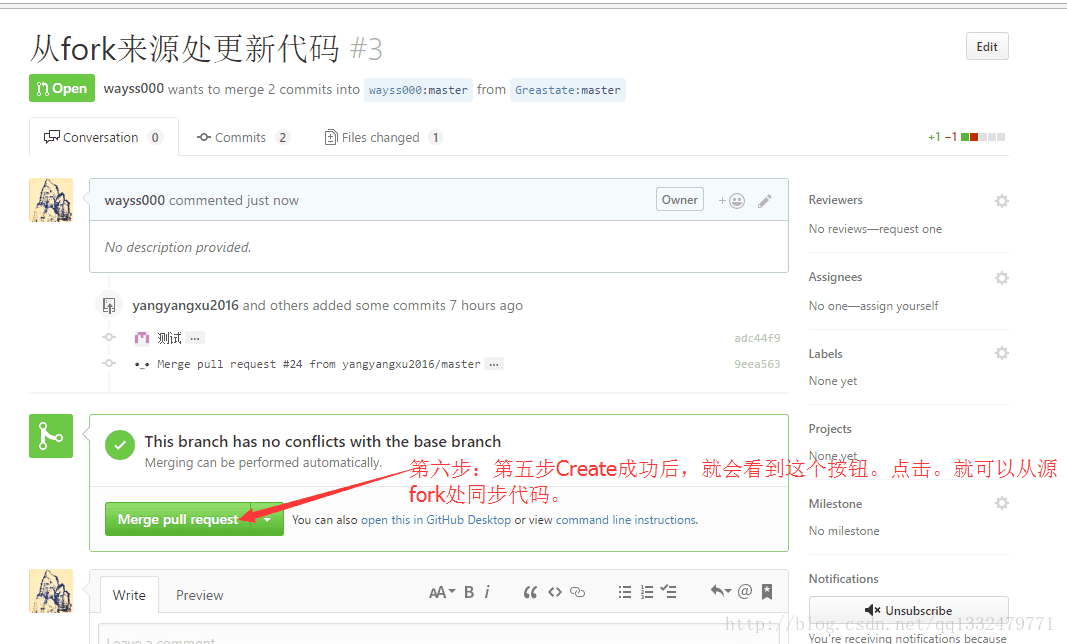 从fork来源处更新代码 #3
Edit
Open wayss000 wants to merge 2 commits into wayss000:master from Greastate:master
Conversation 0 Commits 2 Files changed 1 +1 −1
wayss000 commented just now Owner +
No description provided.
yangyangxu2016 and others added some commits 7 hours ago
测试 … adc44f9
Merge pull request #24 from yangyangxu2016/master … 9eea563
This branch has no conflicts with the base branch
Merging can be performed automatically.
第六步：第五步Create成功后，就会看到这个按钮。点击。就可以从源
fork处同步代码。
Merge pull request You can also open this in GitHub Desktop or view command line instructions.
Write Preview AA B i “ <> @
Leave a comment
Reviewers
No reviews—request one
Assignees
No one—assign yourself
Labels
None yet
Projects
None yet
Milestone
No milestone
Notifications
Unsubscribe
http://blog.csdn.net/qq1332479771
You're receiving notifications because